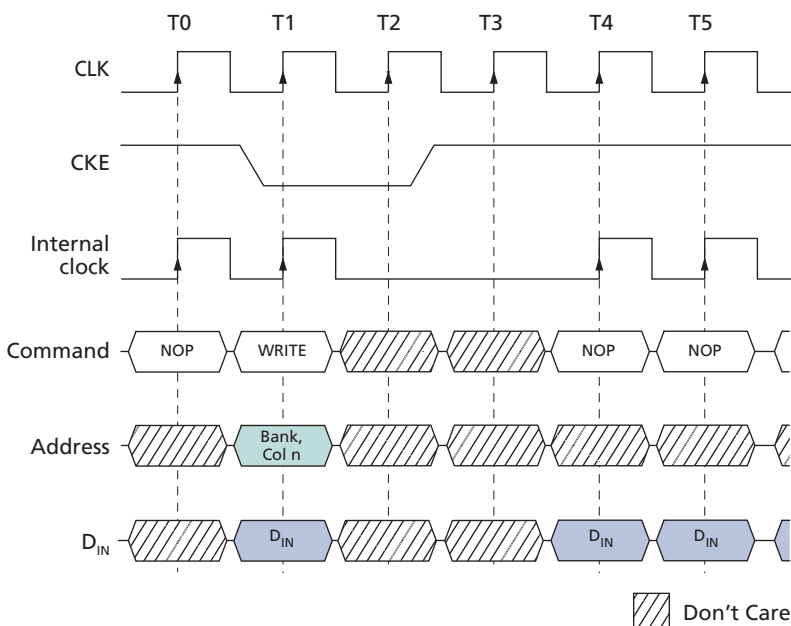 T0 T1 T2 T3 T4 T5
CLK
CKE
Internal
clock
Command NOP WRITE NOP NOP
Address Bank,
Col n
DIN DIN DIN DIN
Don't Care